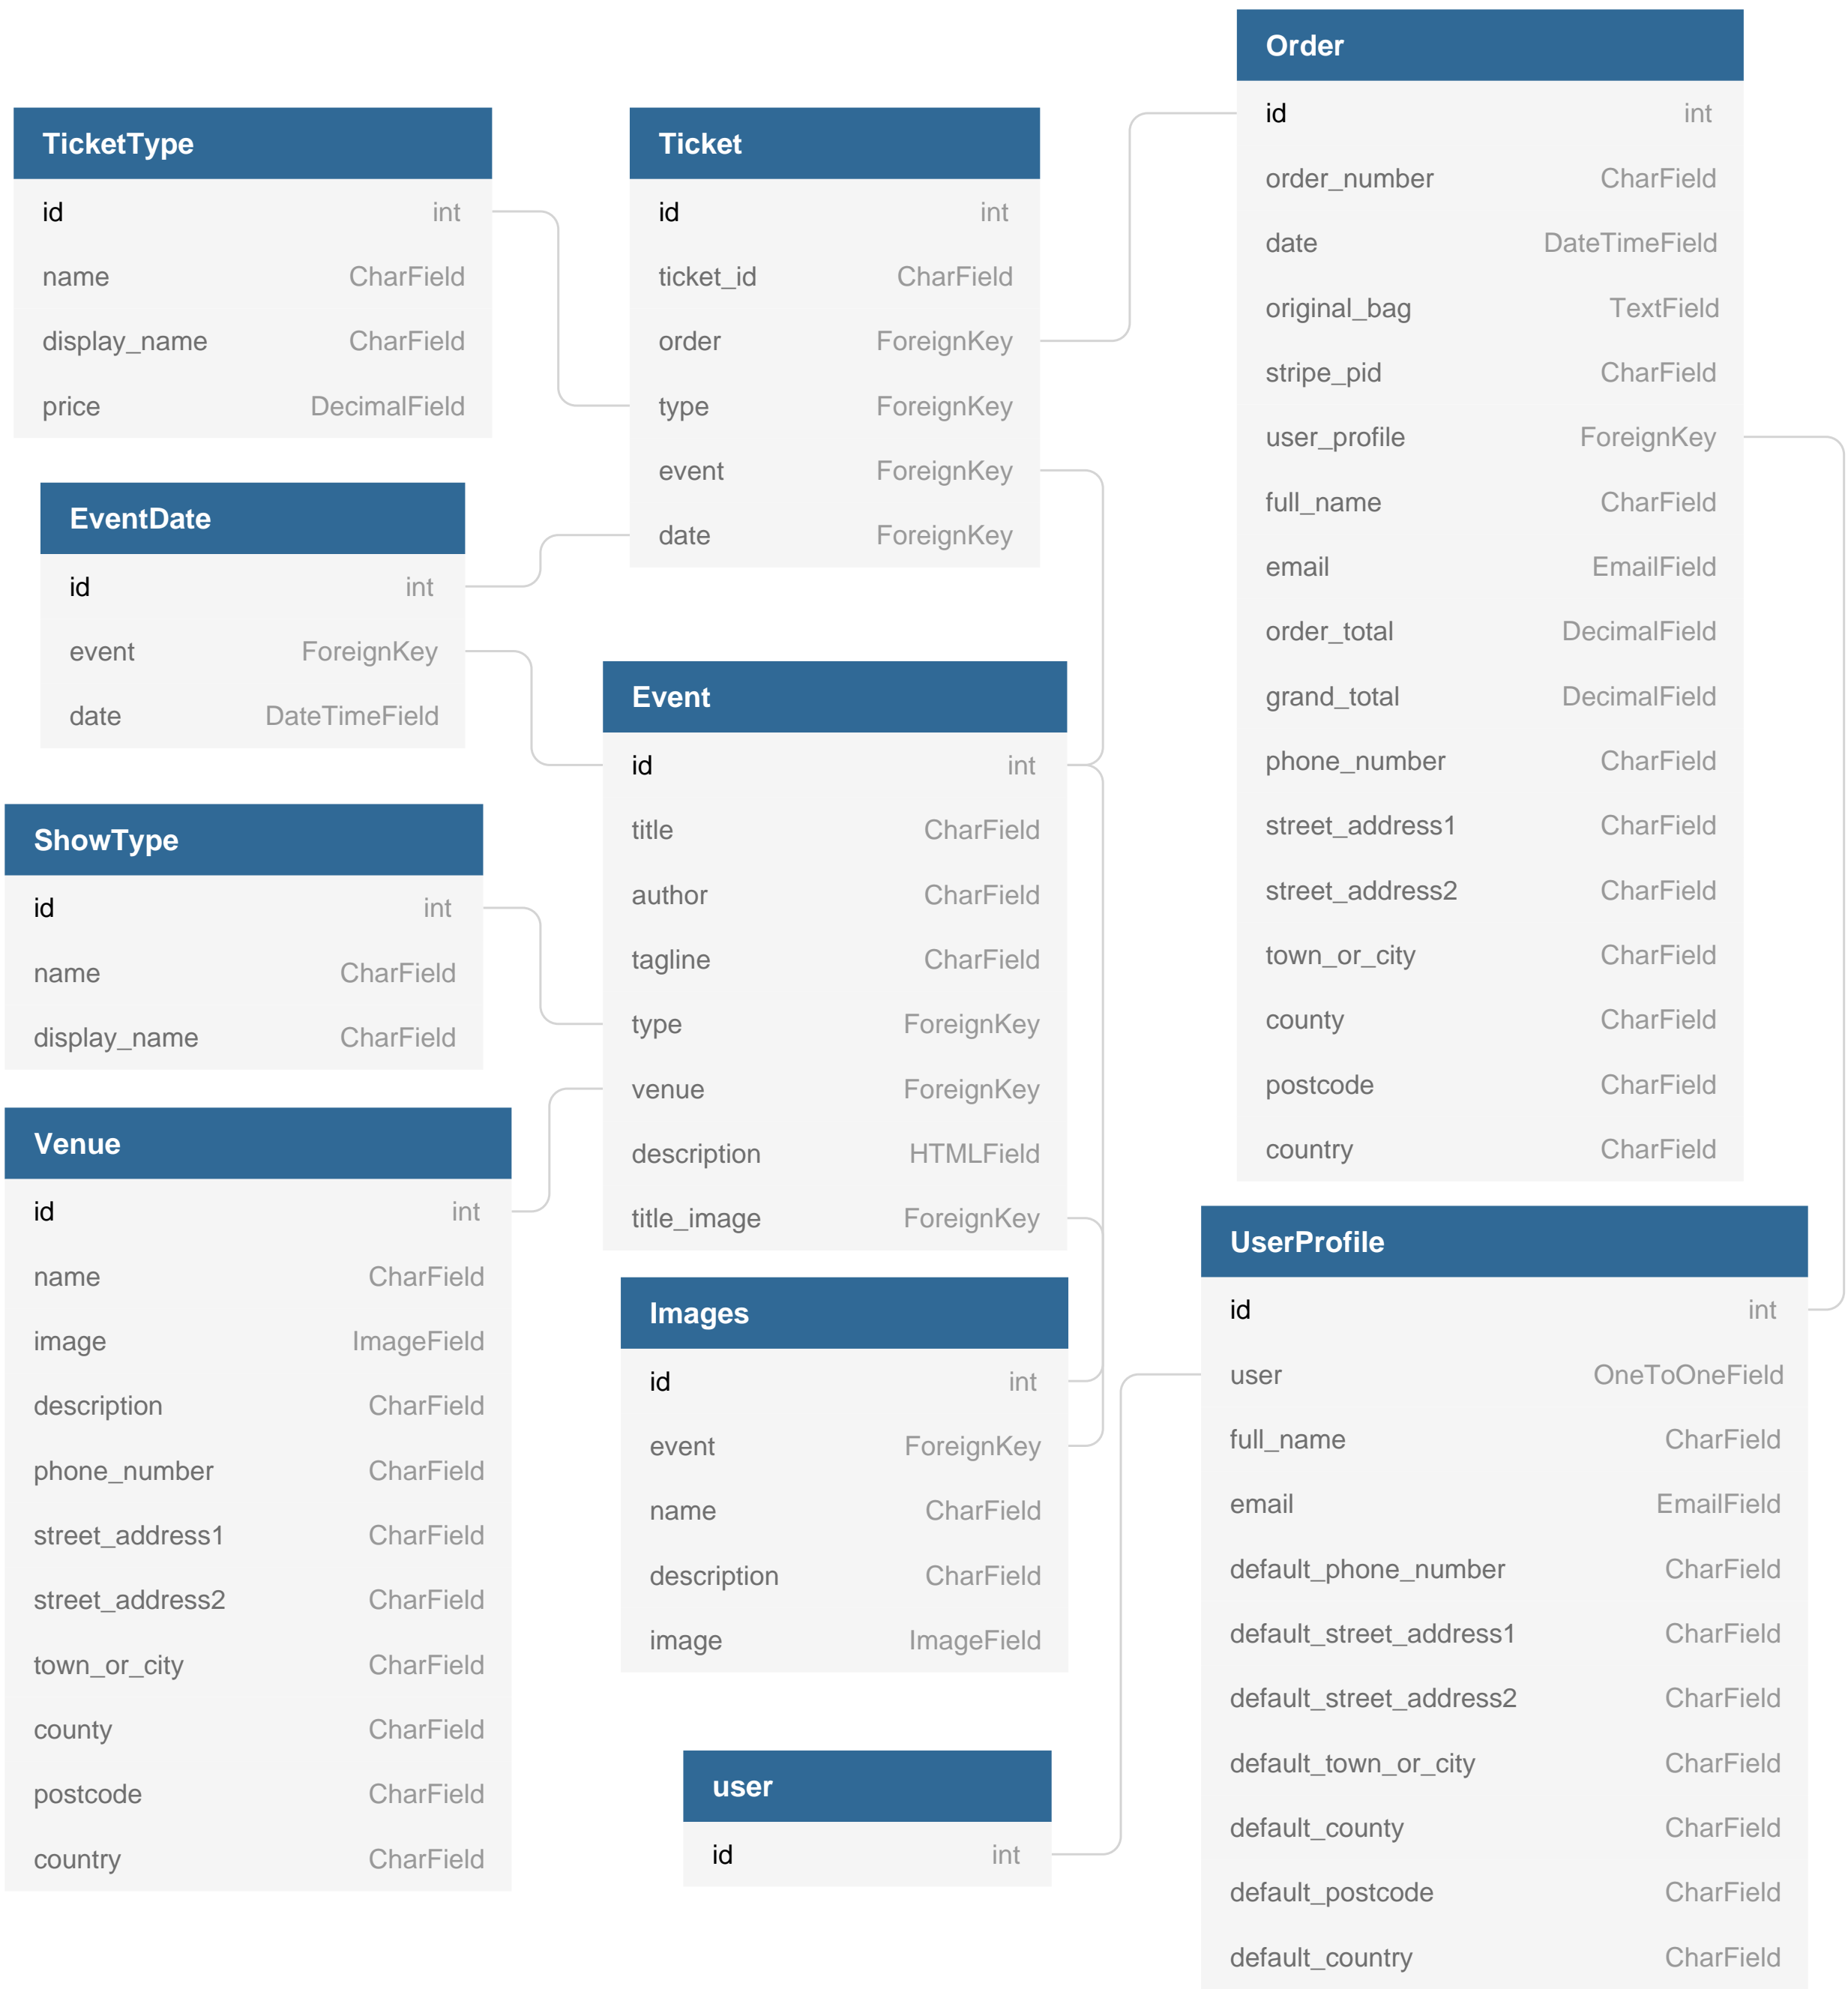 TicketType
id int
name CharField
display_name CharField
price DecimalField
EventDate
id int
event ForeignKey
date DateTimeField
ShowType
id int
name CharField
display_name CharField
Venue
id int
name CharField
image ImageField
description CharField
phone_number CharField
street_address1 CharField
street_address2 CharField
town_or_city CharField
county CharField
postcode CharField
country CharField
Ticket
id int
ticket_id CharField
order ForeignKey
type ForeignKey
event ForeignKey
date ForeignKey
Event
id int
title CharField
author CharField
tagline CharField
type ForeignKey
venue ForeignKey
description HTMLField
title_image ForeignKey
Images
id int
event ForeignKey
name CharField
description CharField
image ImageField
user
id int
Order
id int
order_number CharField
date DateTimeField
original_bag TextField
stripe_pid CharField
user_profile ForeignKey
full_name CharField
email EmailField
order_total DecimalField
grand_total DecimalField
phone_number CharField
street_address1 CharField
street_address2 CharField
town_or_city CharField
county CharField
postcode CharField
country CharField
UserProfile
id int
user OneToOneField
full_name CharField
email EmailField
default_phone_number CharField
default_street_address1 CharField
default_street_address2 CharField
default_town_or_city CharField
default_county CharField
default_postcode CharField
default_country CharField